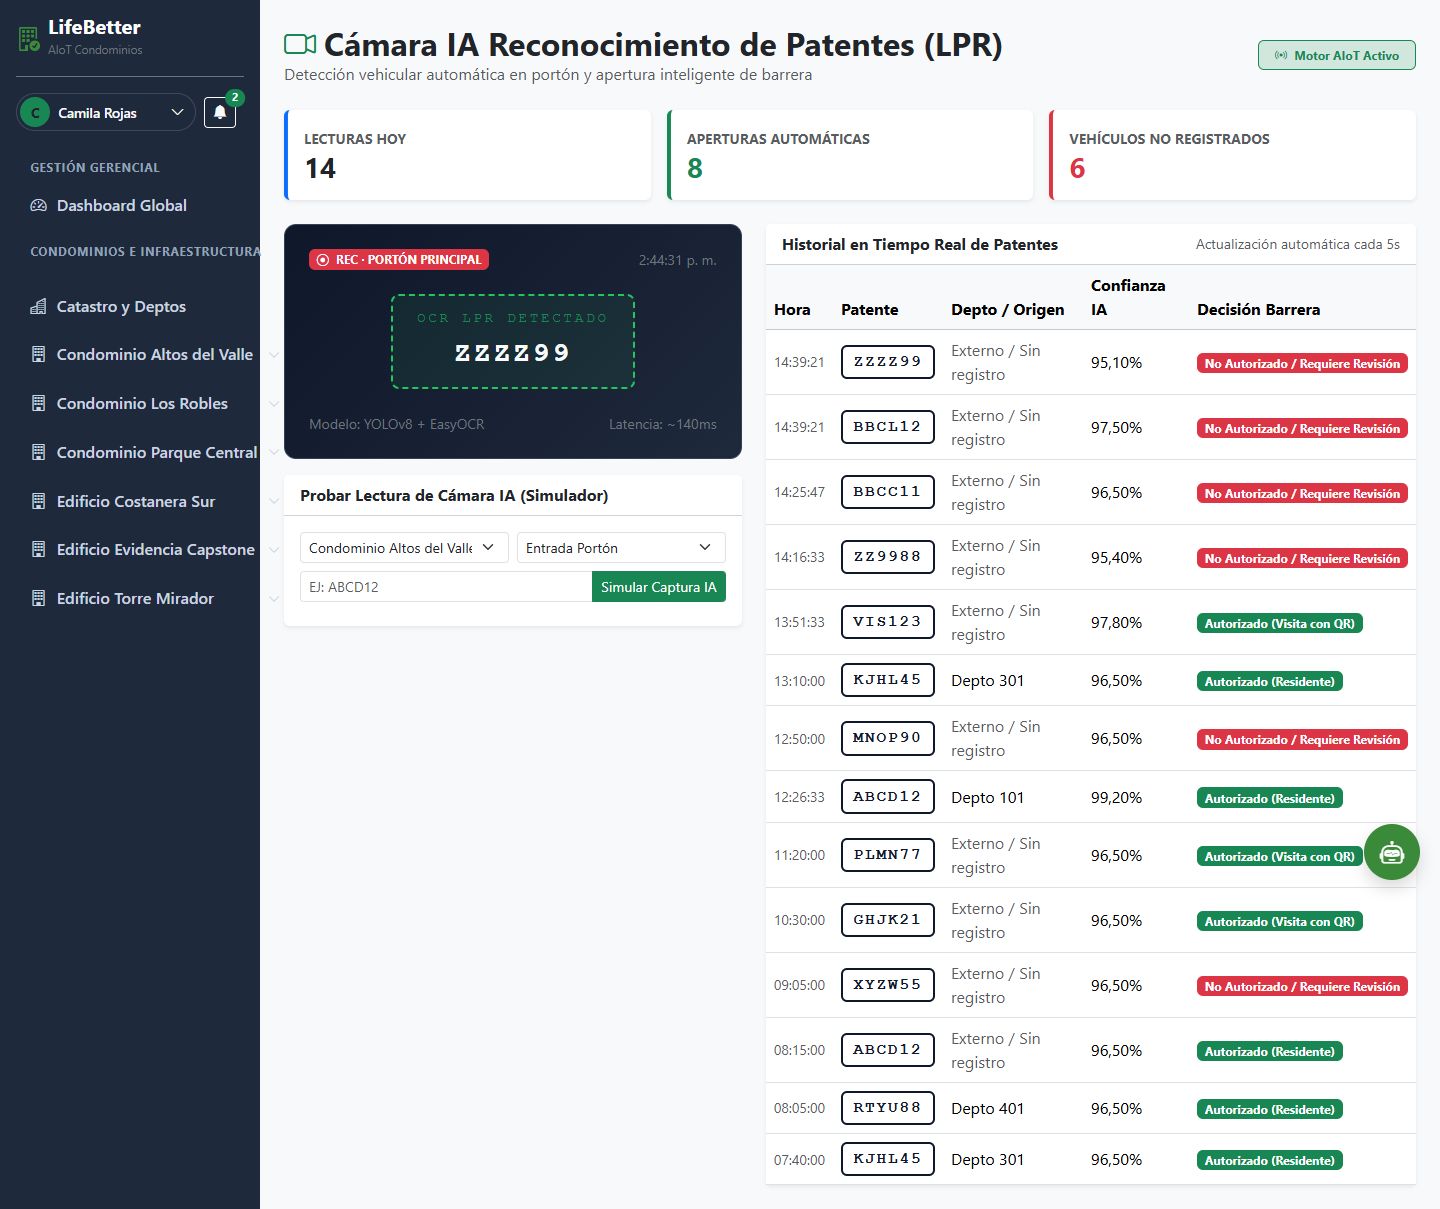 LifeBetter
AIoT Condominios
C
Camila Rojas
2
GESTIÓN GERENCIAL
Dashboard Global
CONDOMINIOS E INFRAESTRUCTURA
Catastro y Deptos
Condominio Altos del Valle
Condominio Los Robles
Condominio Parque Central
Edificio Costanera Sur
Edificio Evidencia Capstone
Edificio Torre Mirador
Cámara IA Reconocimiento de Patentes (LPR)
Detección vehicular automática en portón y apertura inteligente de barrera
Motor AIoT Activo
LECTURAS HOY
14
APERTURAS AUTOMÁTICAS
8
VEHÍCULOS NO REGISTRADOS
6
REC · PORTÓN PRINCIPAL
2:44:31 p. m.
OCR LPR DETECTADO
ZZZZ99
Modelo: YOLOv8 + EasyOCR
Latencia: ~140ms
Probar Lectura de Cámara IA (Simulador)
Condominio Altos del Valle
Entrada Portón
EJ: ABCD12
Simular Captura IA
Historial en Tiempo Real de Patentes
Actualización automática cada 5s
Hora Patente Depto / Origen Confianza IA Decisión Barrera
14:39:21 ZZZZ99 Externo / Sin registro 95,10% No Autorizado / Requiere Revisión
14:39:21 BBCL12 Externo / Sin registro 97,50% No Autorizado / Requiere Revisión
14:25:47 BBCC11 Externo / Sin registro 96,50% No Autorizado / Requiere Revisión
14:16:33 ZZ9988 Externo / Sin registro 95,40% No Autorizado / Requiere Revisión
13:51:33 VIS123 Externo / Sin registro 97,80% Autorizado (Visita con QR)
13:10:00 KJHL45 Depto 301 96,50% Autorizado (Residente)
12:50:00 MNOP90 Externo / Sin registro 96,50% No Autorizado / Requiere Revisión
12:26:33 ABCD12 Depto 101 99,20% Autorizado (Residente)
11:20:00 PLMN77 Externo / Sin registro 96,50% Autorizado (Visita con QR)
10:30:00 GHJK21 Externo / Sin registro 96,50% Autorizado (Visita con QR)
09:05:00 XYZW55 Externo / Sin registro 96,50% No Autorizado / Requiere Revisión
08:15:00 ABCD12 Externo / Sin registro 96,50% Autorizado (Residente)
08:05:00 RTYU88 Depto 401 96,50% Autorizado (Residente)
07:40:00 KJHL45 Depto 301 96,50% Autorizado (Residente)